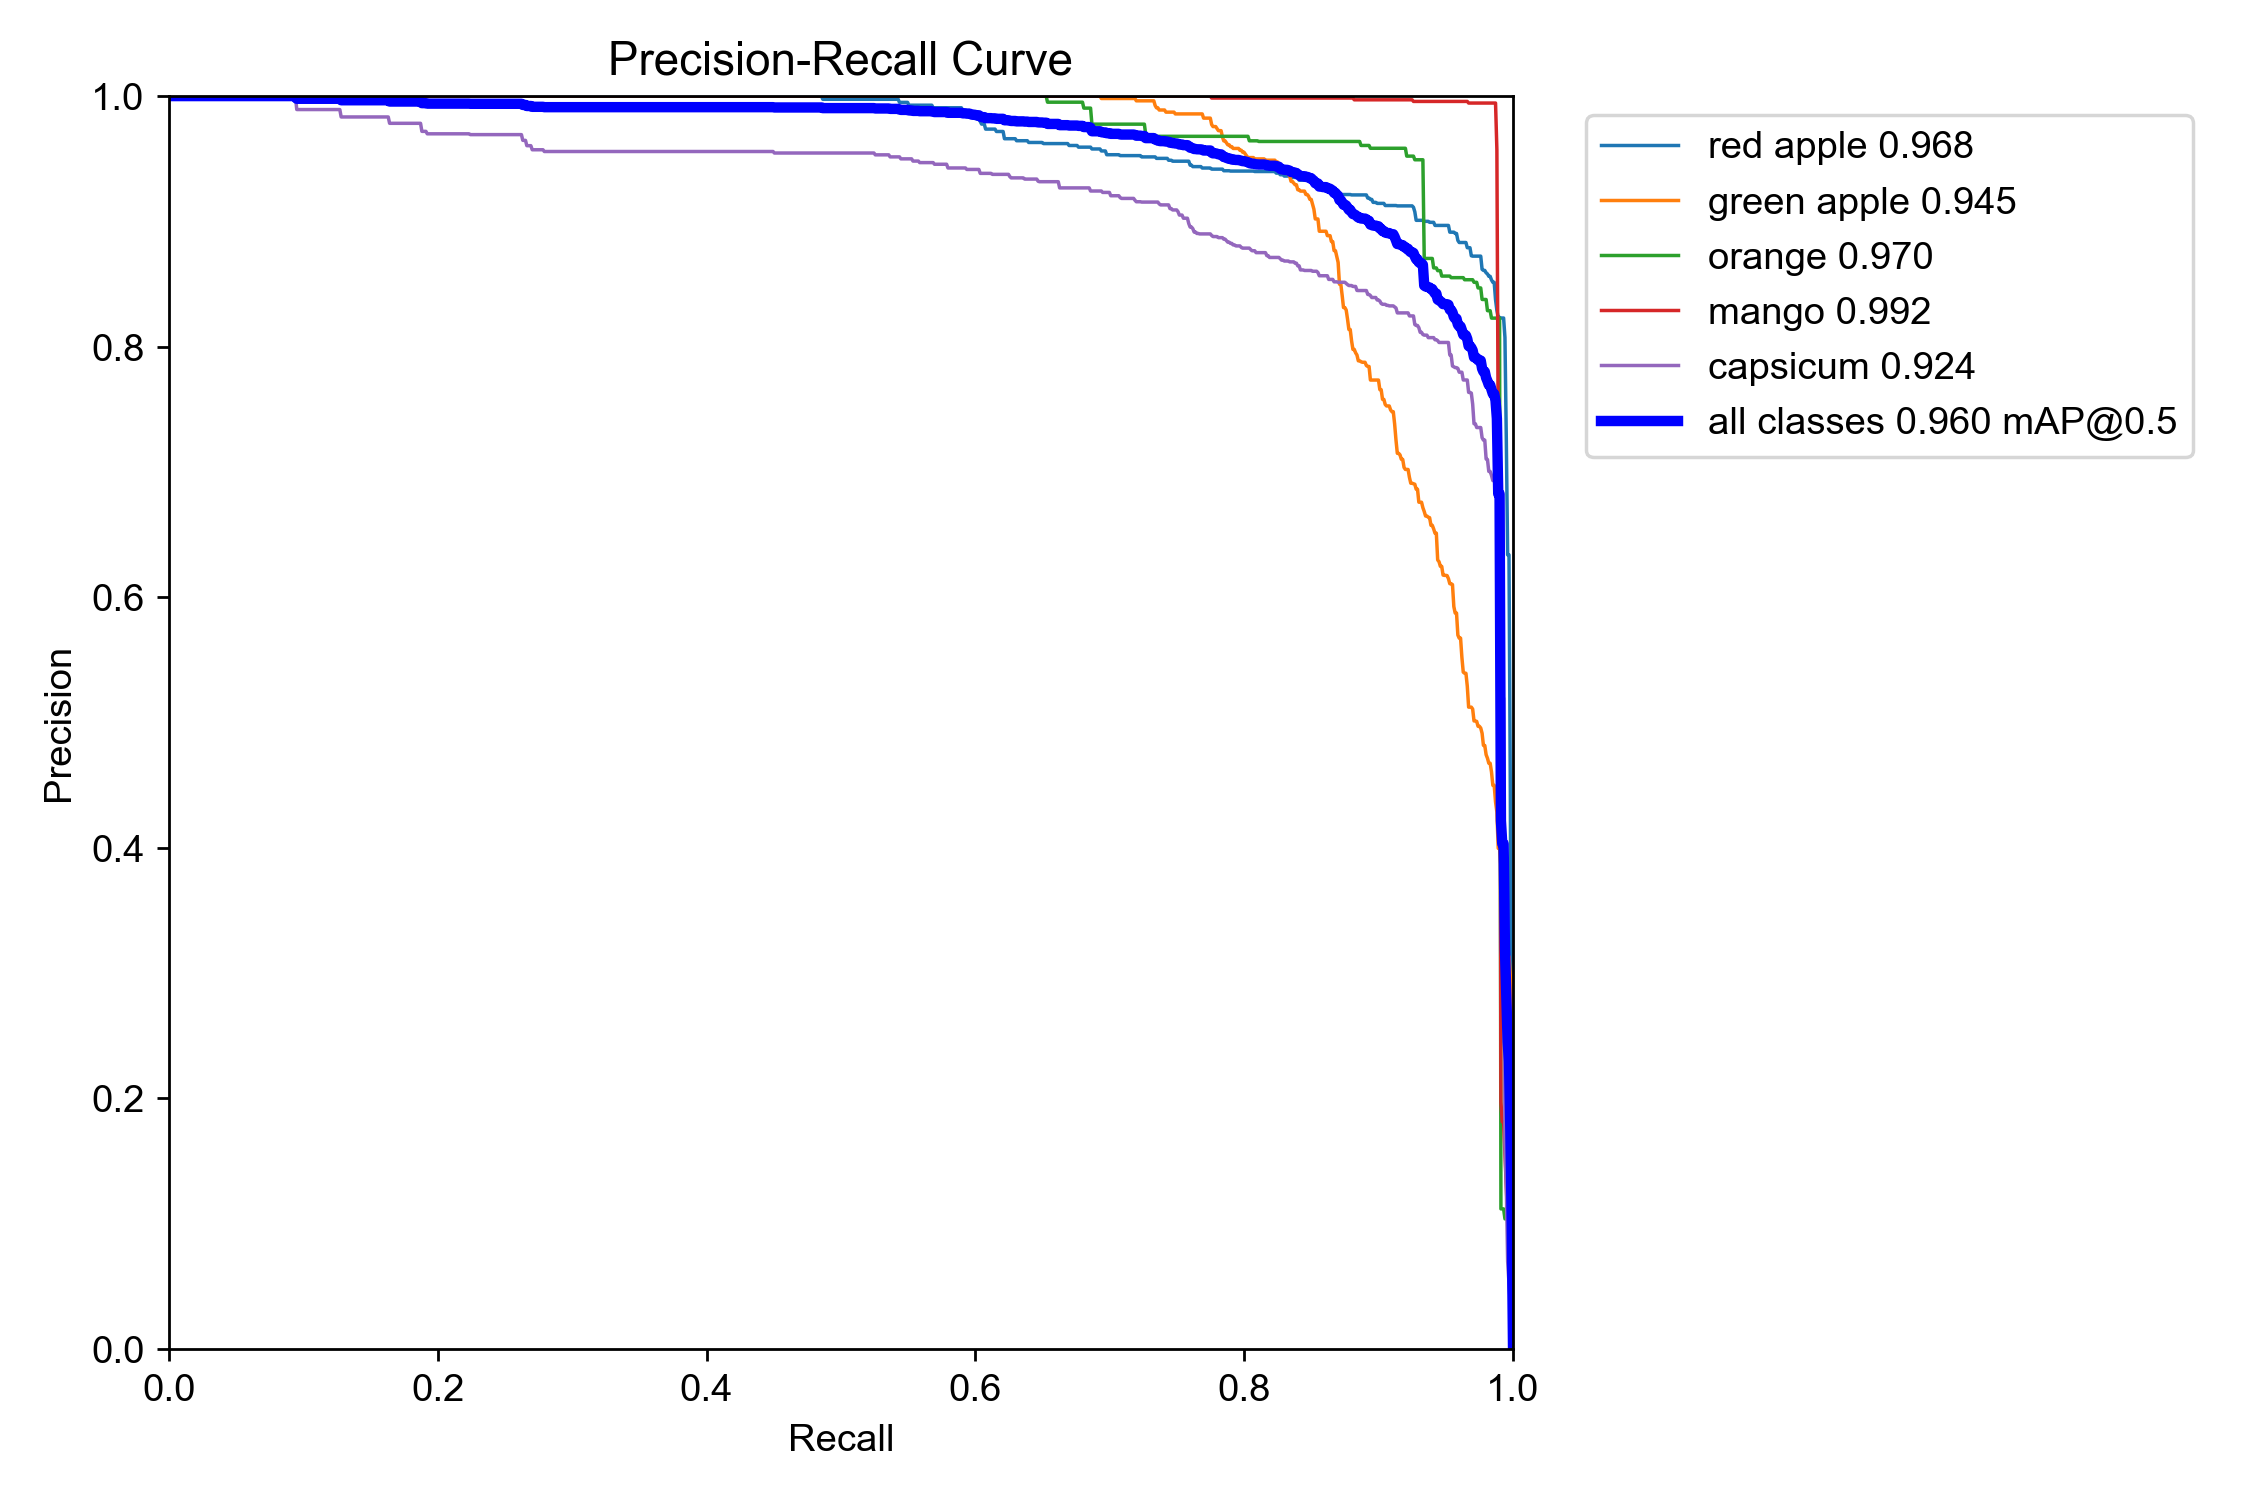 Precision-Recall Curve
1.0
0.8
0.6
0.4
0.2
0.0
Precision
0.0 0.2 0.4 0.6 0.8 1.0
Recall
red apple 0.968
green apple 0.945
orange 0.970
mango 0.992
capsicum 0.924
all classes 0.960 mAP@0.5